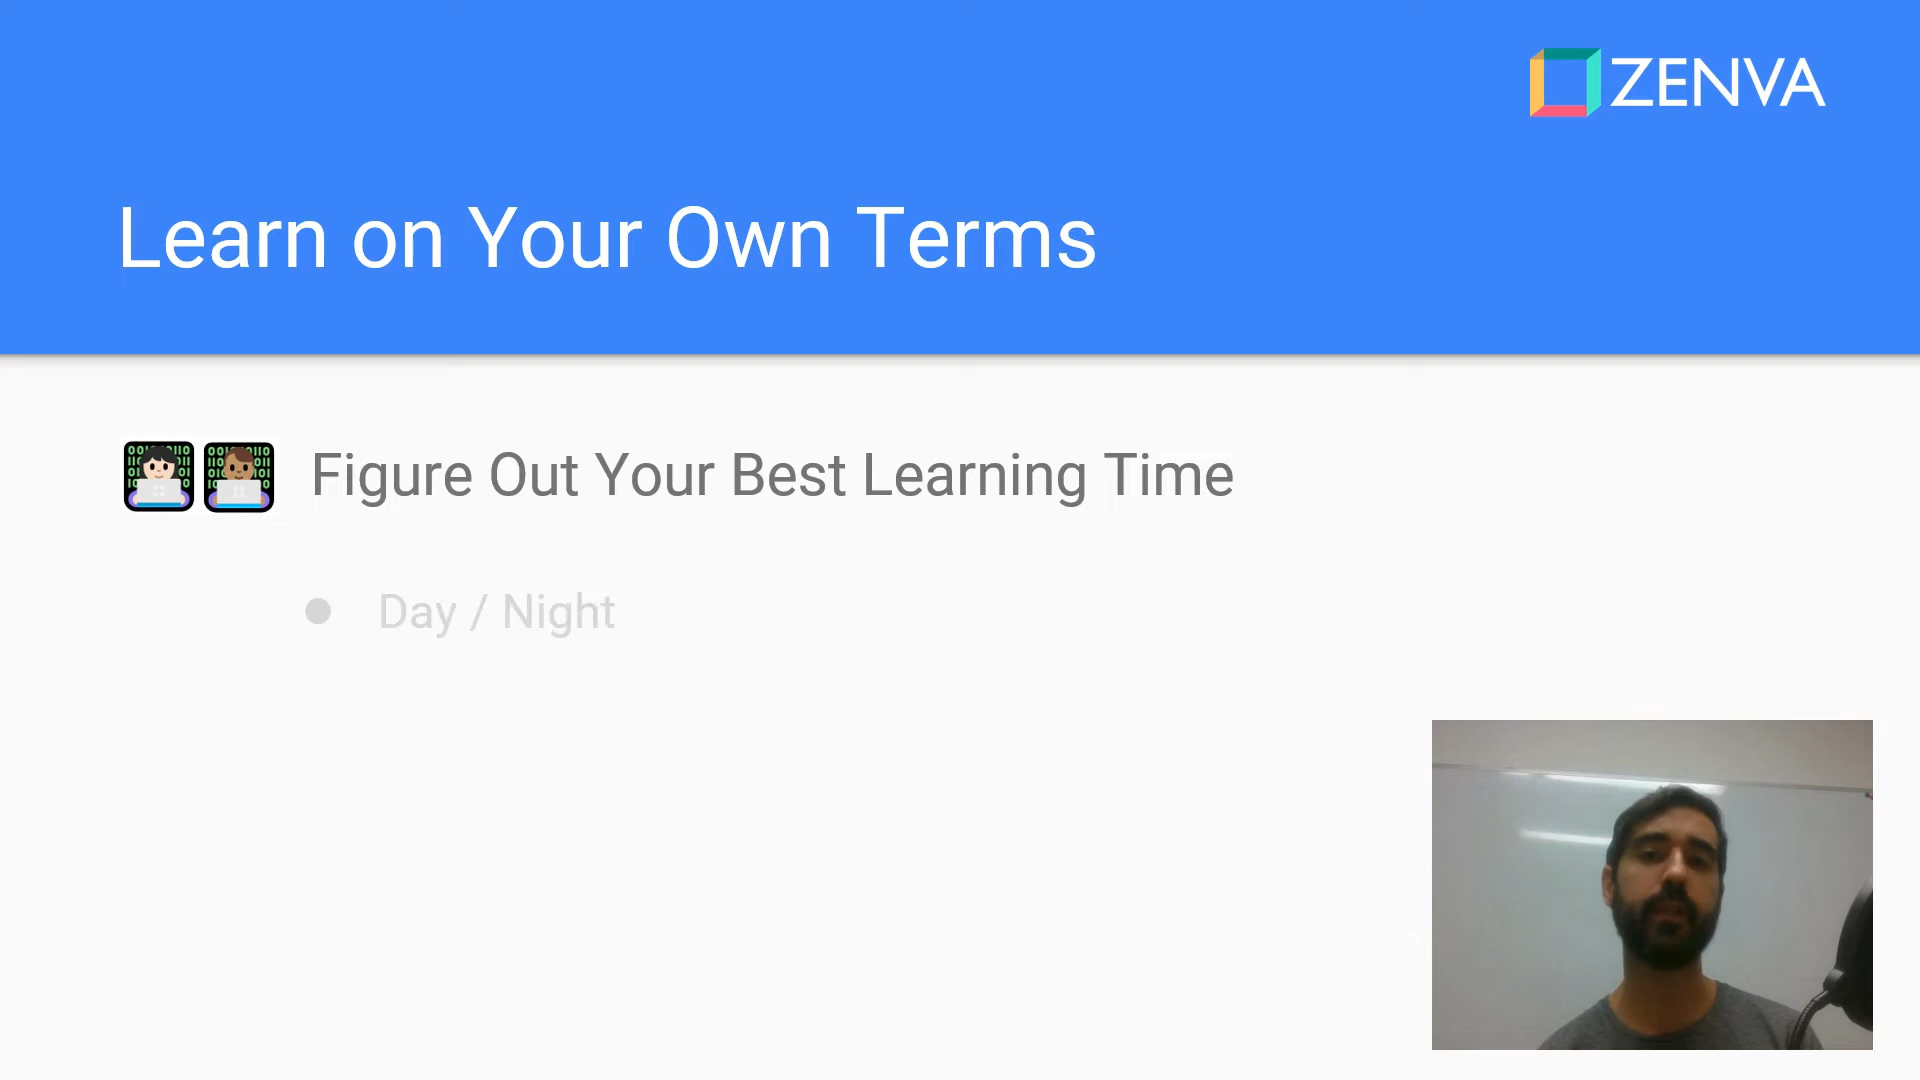 ZENVA
Learn on Your Own Terms
Figure Out Your Best Learning Time
● Day / Night